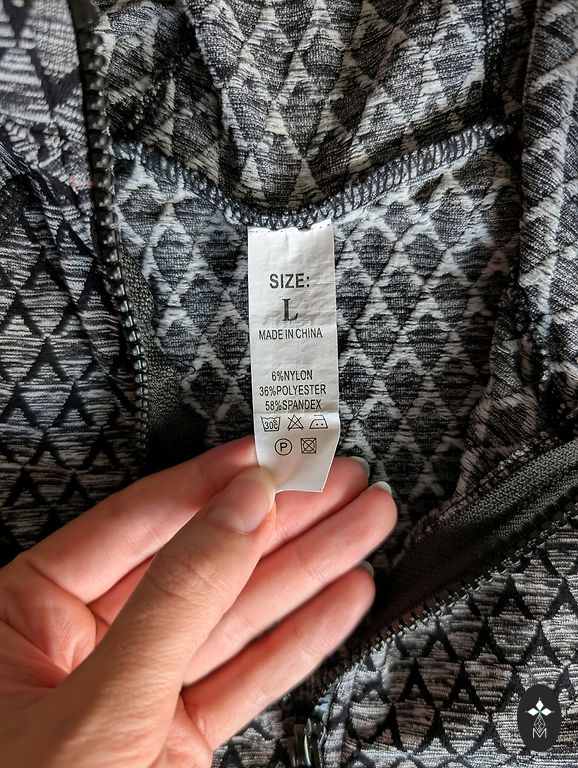 SIZE:
L
MADE IN CHINA
6%NYLON
36%POLYESTER
58%SPANDEX
30°
P
M